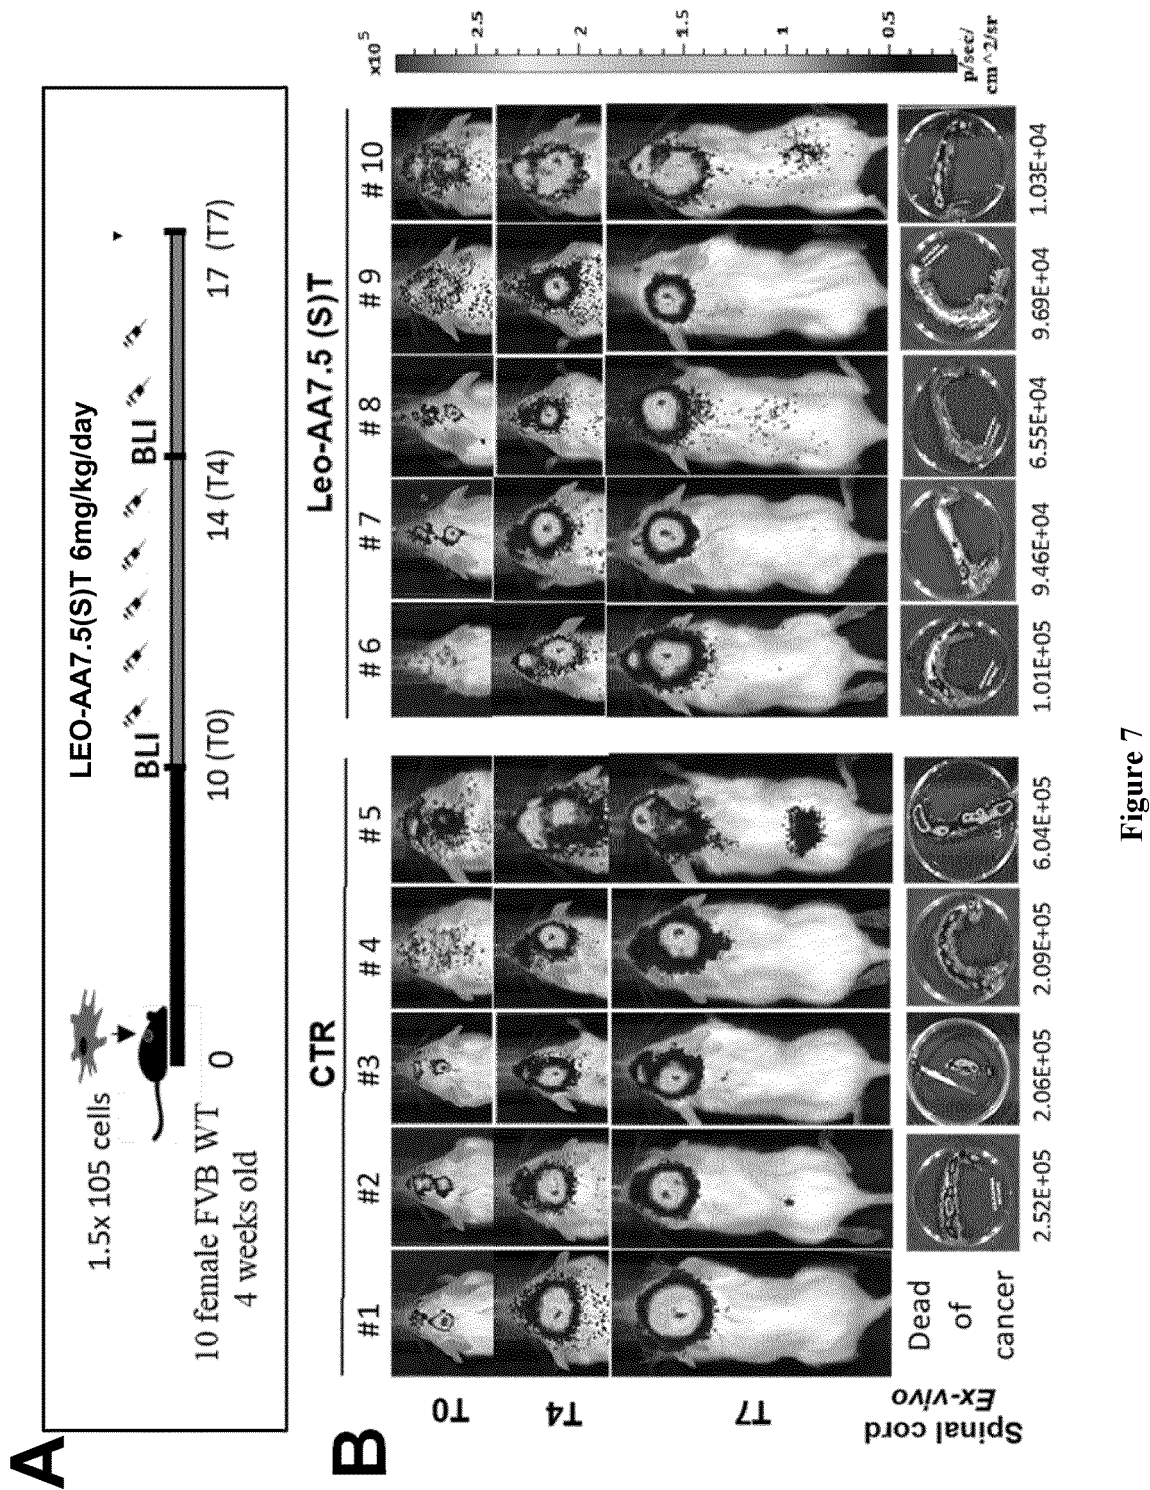 A
LEO-AA7.5(S)T 6mg/kg/day
1.5x 105 cells
BLI
BLI
10 female FVB WT
4 weeks old
0
10 (T0)
14 (T4)
17 (T7)
B
CTR
Leo-AA7.5 (S)T
#1
#2
#3
#4
#5
#6
#7
#8
#9
#10
x10⁵
T0
T4
T7
2.5
2
1.5
1
0.5
p/sec/
cm^2/sr
Spinal cord
Ex-vivo
Dead
of
cancer
2.52E+05
2.06E+05
2.09E+05
6.04E+05
1.01E+05
9.46E+04
6.55E+04
9.69E+04
1.03E+04
Figure 7